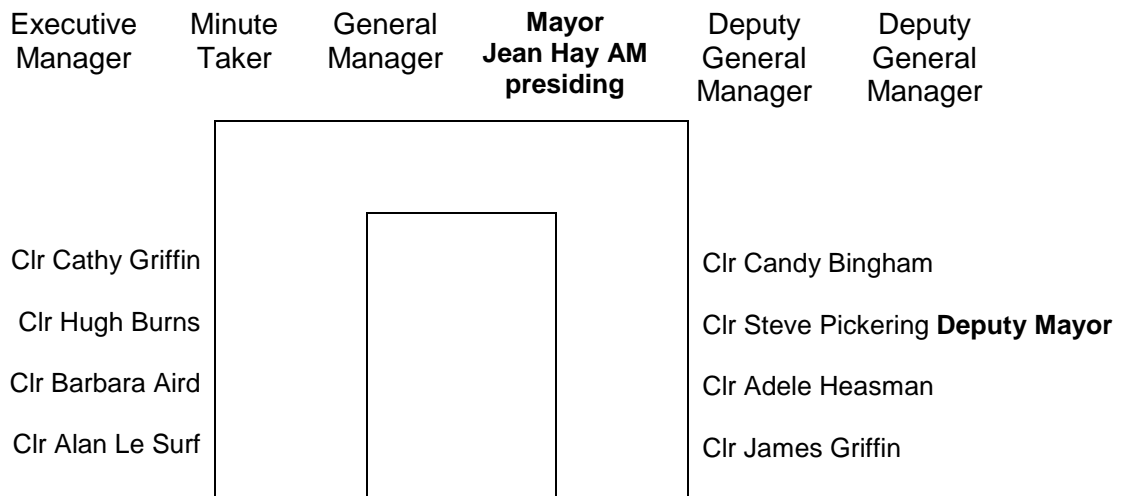 Executive Manager
Minute Taker
General Manager
Mayor Jean Hay AM presiding
Deputy General Manager
Deputy General Manager
Clr Cathy Griffin
Clr Hugh Burns
Clr Barbara Aird
Clr Alan Le Surf
Clr Candy Bingham
Clr Steve Pickering Deputy Mayor
Clr Adele Heasman
Clr James Griffin